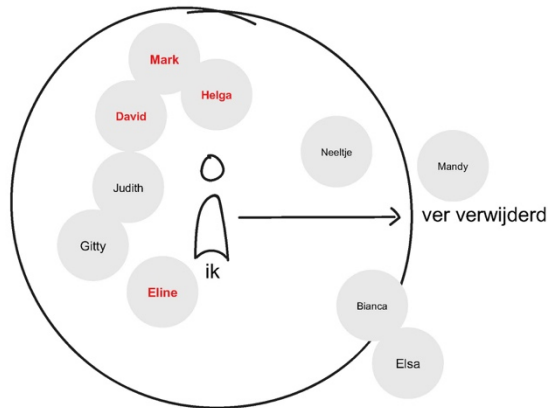 Mark
Helga
David
Neeltje
Mandy
Judith
ver verwijderd
Gitty
ik
Eline
Bianca
Elsa